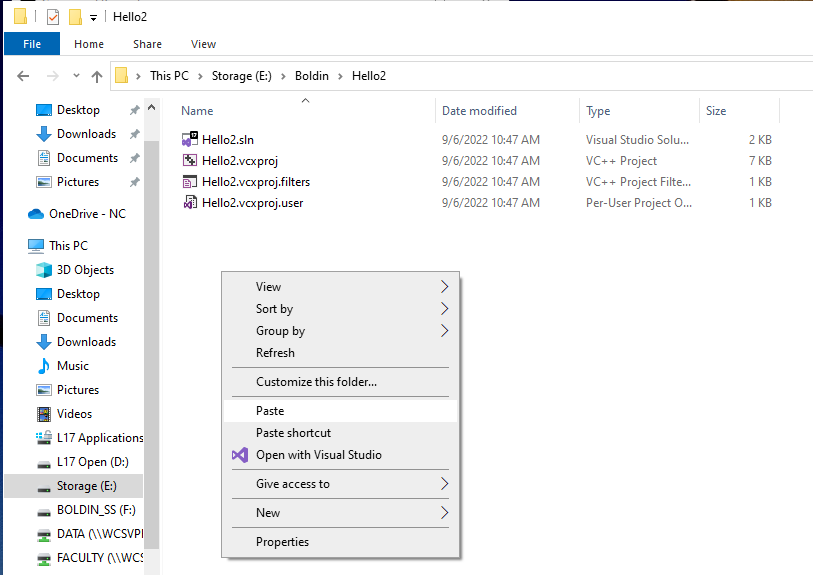 Hello2
File Home Share View
This PC Storage (E:) Boldin Hello2
Name Date modified Type Size
Desktop
Downloads
Documents
Pictures
OneDrive - NC
This PC
3D Objects
Desktop
Documents
Downloads
Music
Pictures
Videos
L17 Applications
L17 Open (D:)
Storage (E:)
BOLDIN_SS (F:)
DATA (\\WCSVPI
FACULTY (\\WCS
Hello2.sln 9/6/2022 10:47 AM Visual Studio Solu... 2 KB
Hello2.vcxproj 9/6/2022 10:47 AM VC++ Project 7 KB
Hello2.vcxproj.filters 9/6/2022 10:47 AM VC++ Project Filte... 1 KB
Hello2.vcxproj.user 9/6/2022 10:47 AM Per-User Project O... 1 KB
View
Sort by
Group by
Refresh
Customize this folder...
Paste
Paste shortcut
Open with Visual Studio
Give access to
New
Properties